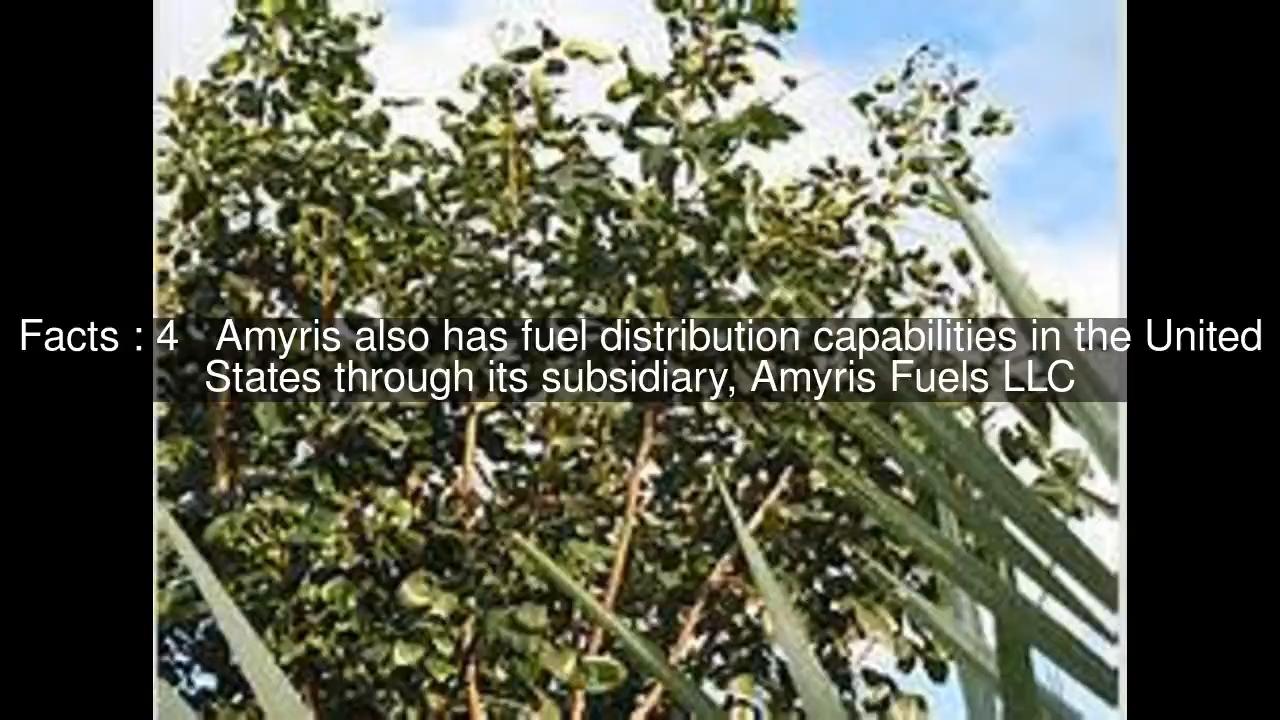 Facts : 4 Amyris also has fuel distribution capabilities in the United
States through its subsidiary, Amyris Fuels LLC